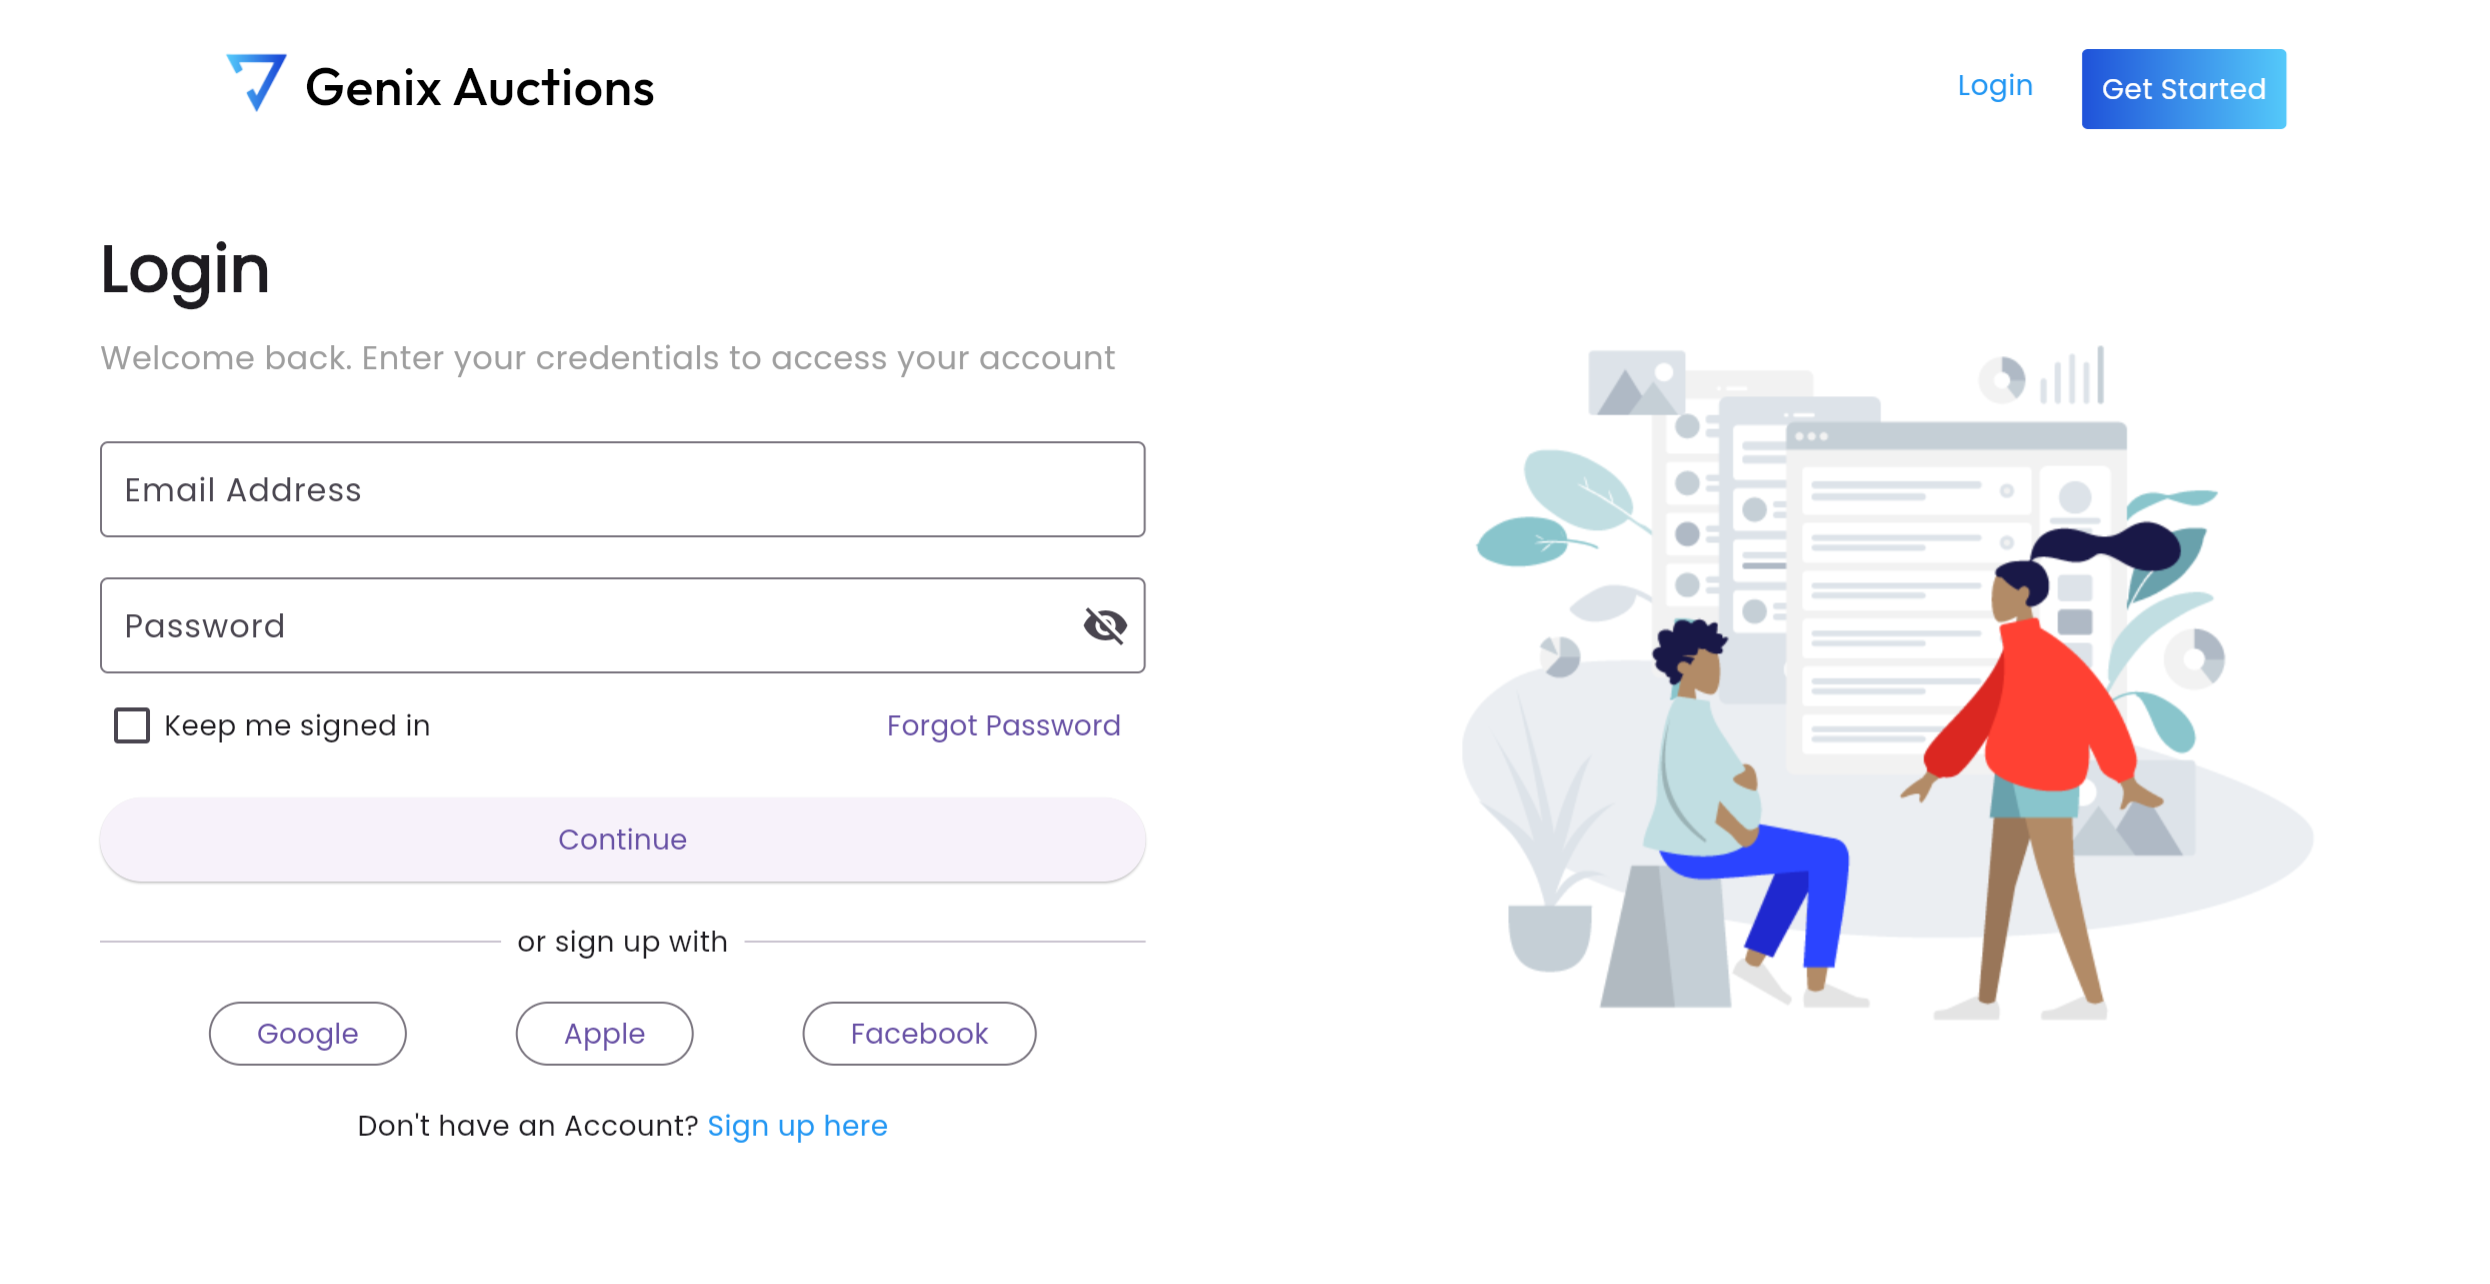 Genix Auctions
Login
Get Started
Login
Welcome back. Enter your credentials to access your account
Email Address
Password
Keep me signed in
Forgot Password
Continue
or sign up with
Google
Apple
Facebook
Don't have an Account? Sign up here